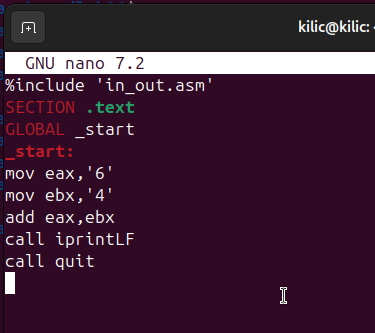 kilic@kilic:
GNU nano 7.2
%include 'in_out.asm'
SECTION .text
GLOBAL _start
_start:
mov eax,'6'
mov ebx,'4'
add eax,ebx
call iprintLF
call quit